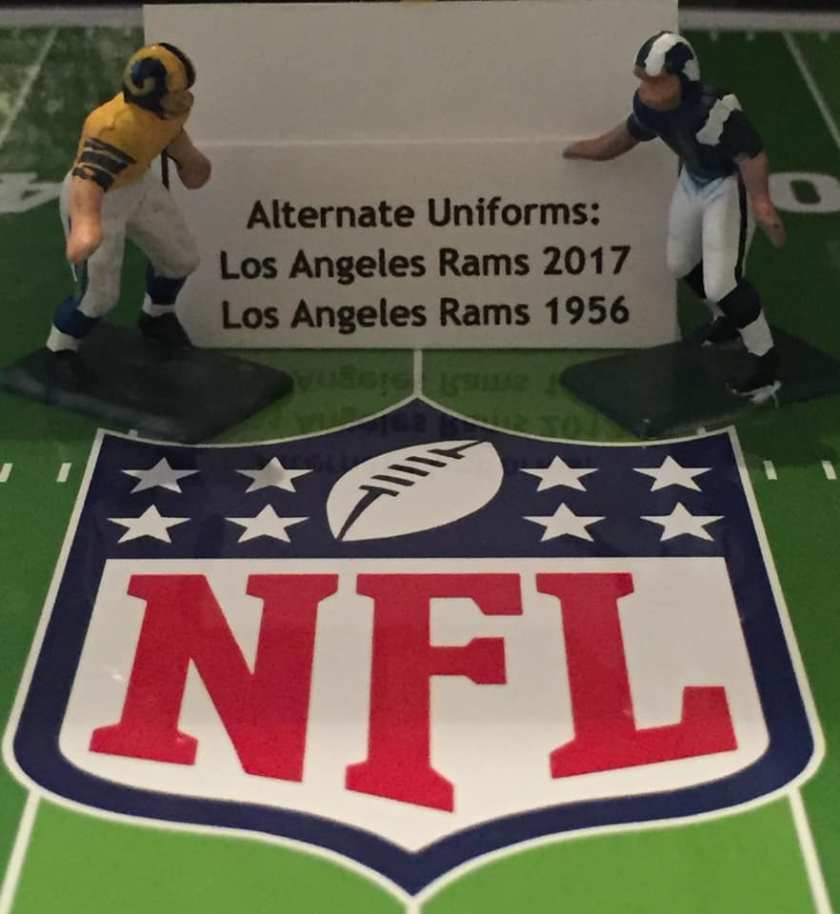 Alternate Uniforms:
Los Angeles Rams 2017
Los Angeles Rams 1956
NFL